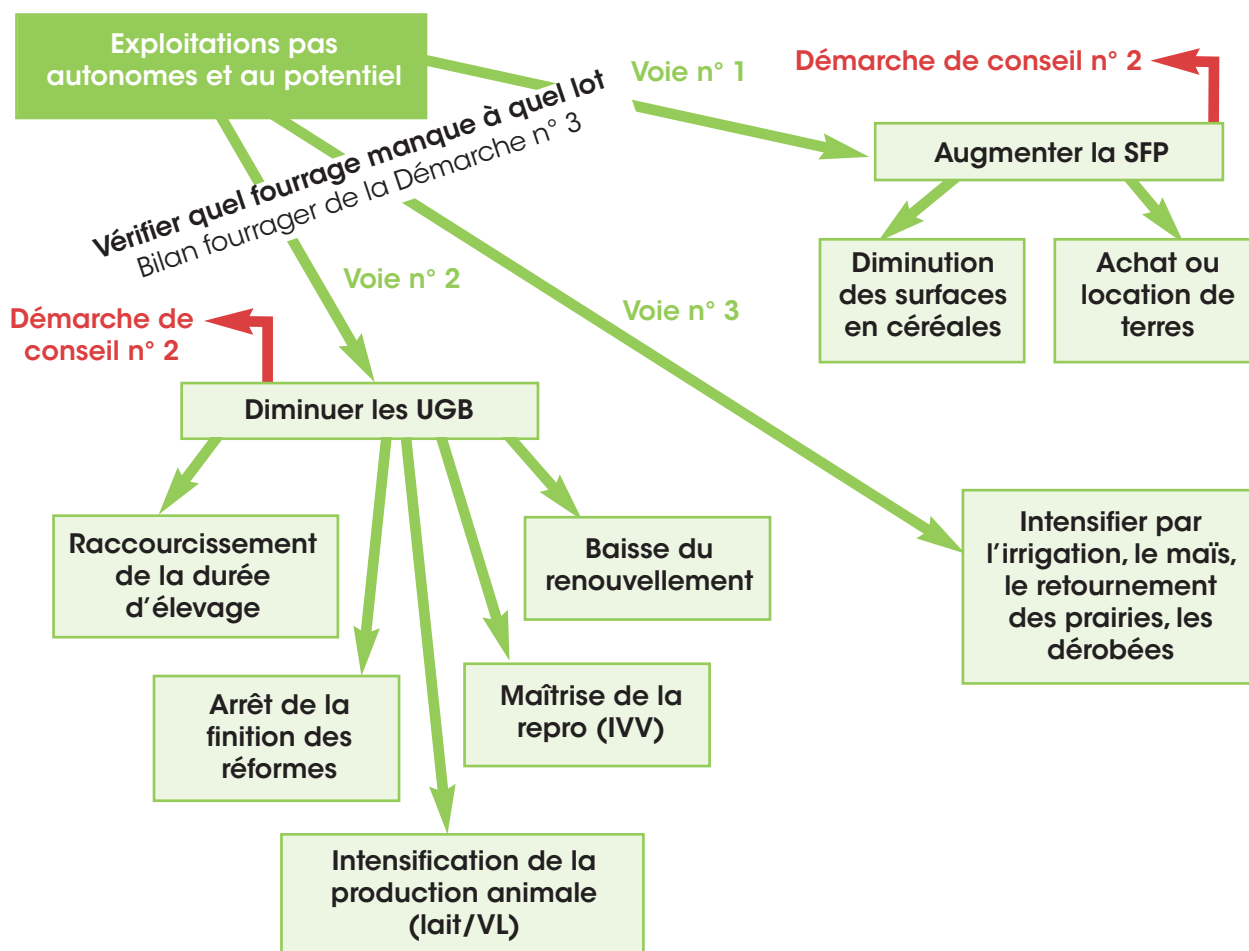 Exploitations pas
autonomes et au potentiel
Voie n° 1
Démarche de conseil n° 2
Augmenter la SFP
Diminution
des surfaces
en céréales
Achat ou
location de
terres
Vérifier quel fourrage manque à quel lot
Bilan fourrager de la Démarche n° 3
Voie n° 2
Voie n° 3
Démarche de
conseil n° 2
Diminuer les UGB
Raccourcissement
de la durée
d'élevage
Baisse du
renouvellement
Arrêt de la
finition des
réformes
Maîtrise de la
repro (IVV)
Intensification de la
production animale
(lait/VL)
Intensifier par
l'irrigation, le maïs,
le retournement
des prairies, les
dérobées